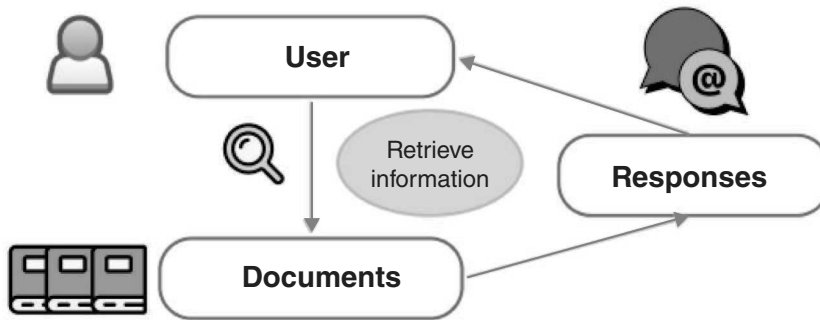 User
@
Retrieve
information
Responses
Documents